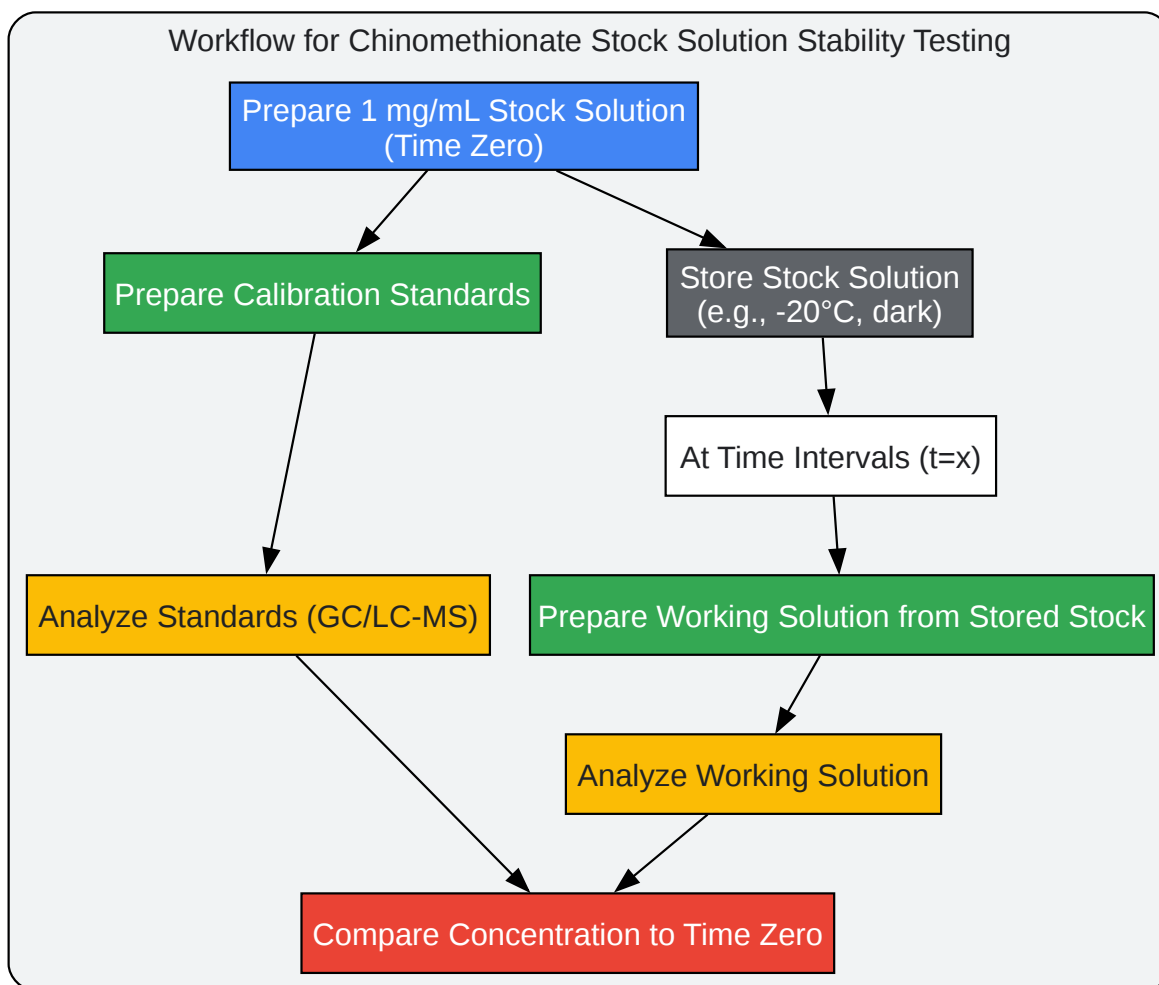 Workflow for Chinomethionate Stock Solution Stability Testing
Prepare 1 mg/mL Stock Solution
(Time Zero)
Prepare Calibration Standards
Store Stock Solution
(e.g., -20°C, dark)
At Time Intervals (t=x)
Analyze Standards (GC/LC-MS)
Prepare Working Solution from Stored Stock
Analyze Working Solution
Compare Concentration to Time Zero